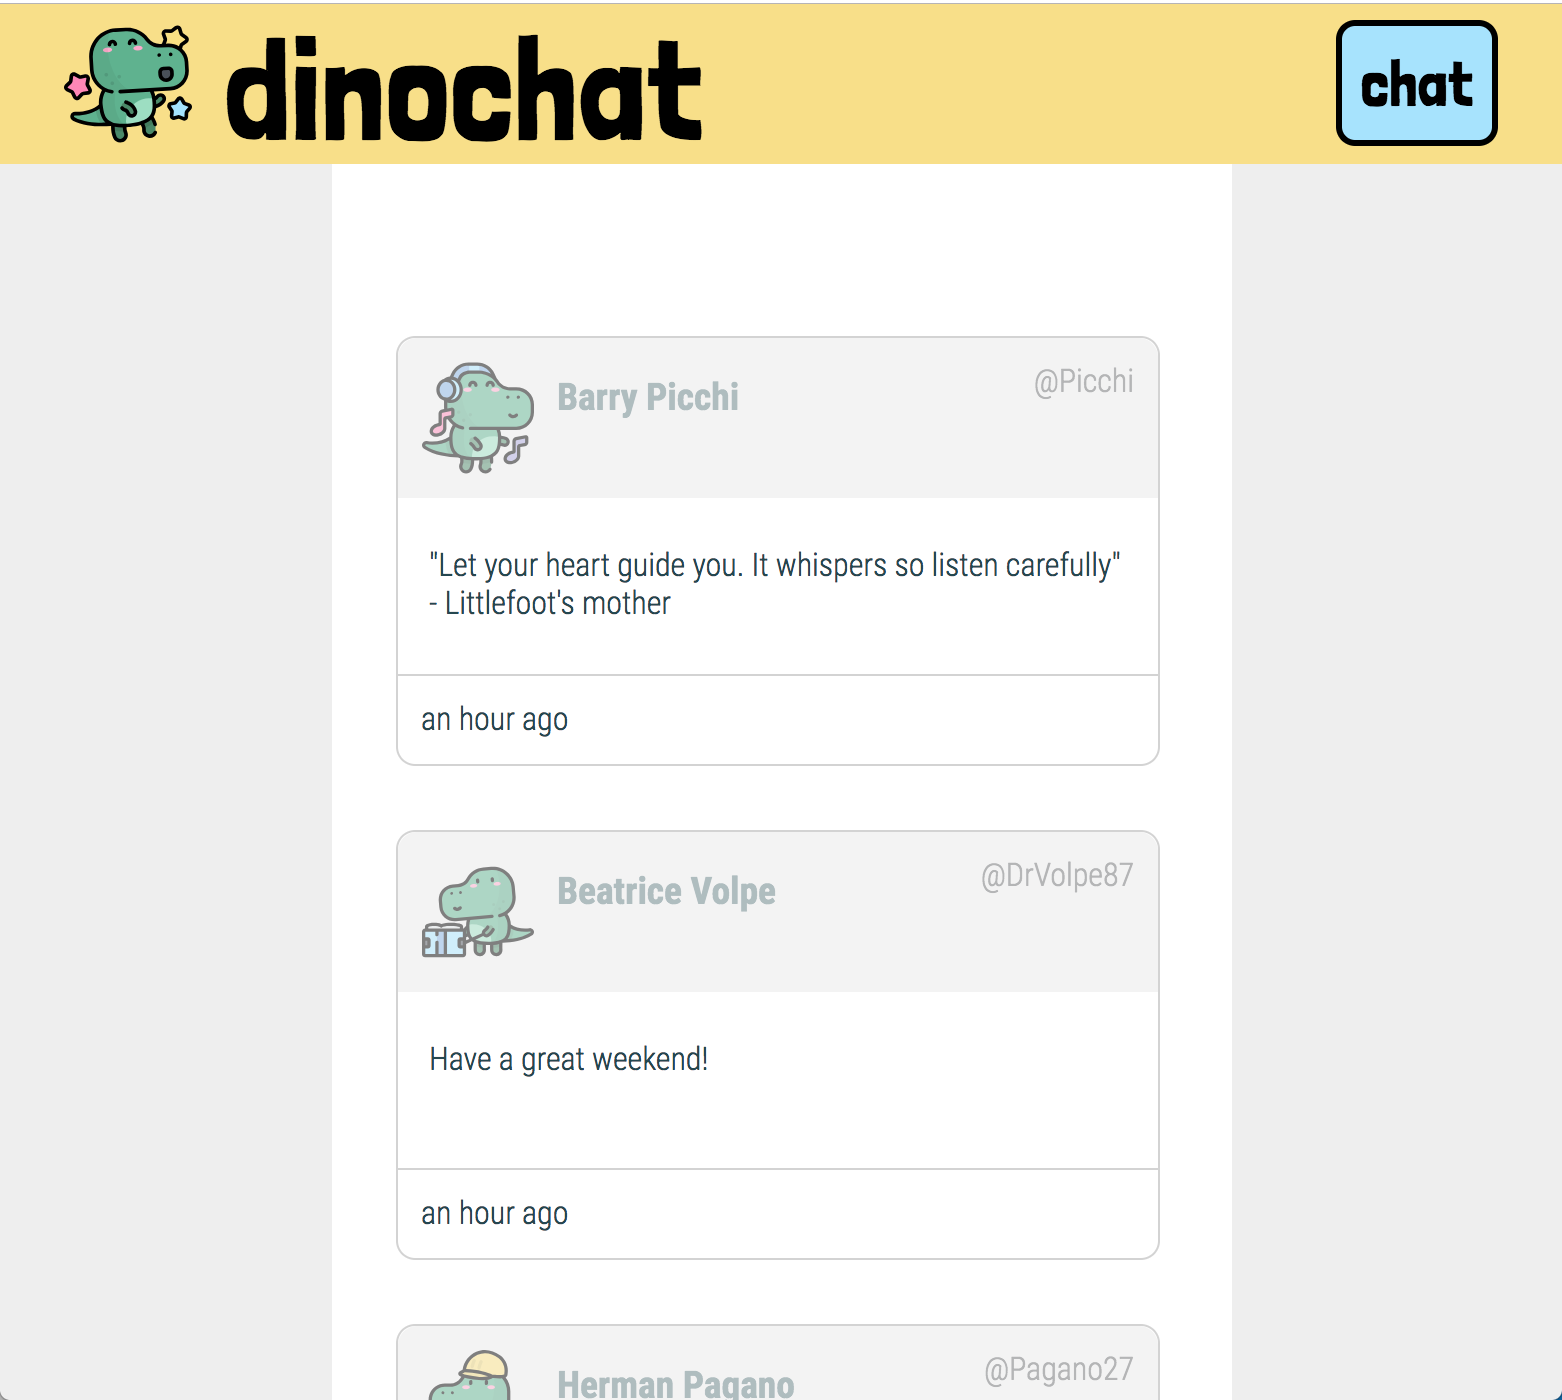 dinochat
chat
Barry Picchi
@Picchi
"Let your heart guide you. It whispers so listen carefully"
- Littlefoot's mother
an hour ago
Beatrice Volpe
@DrVolpe87
Have a great weekend!
an hour ago
Herman Pagano
@Pagano27